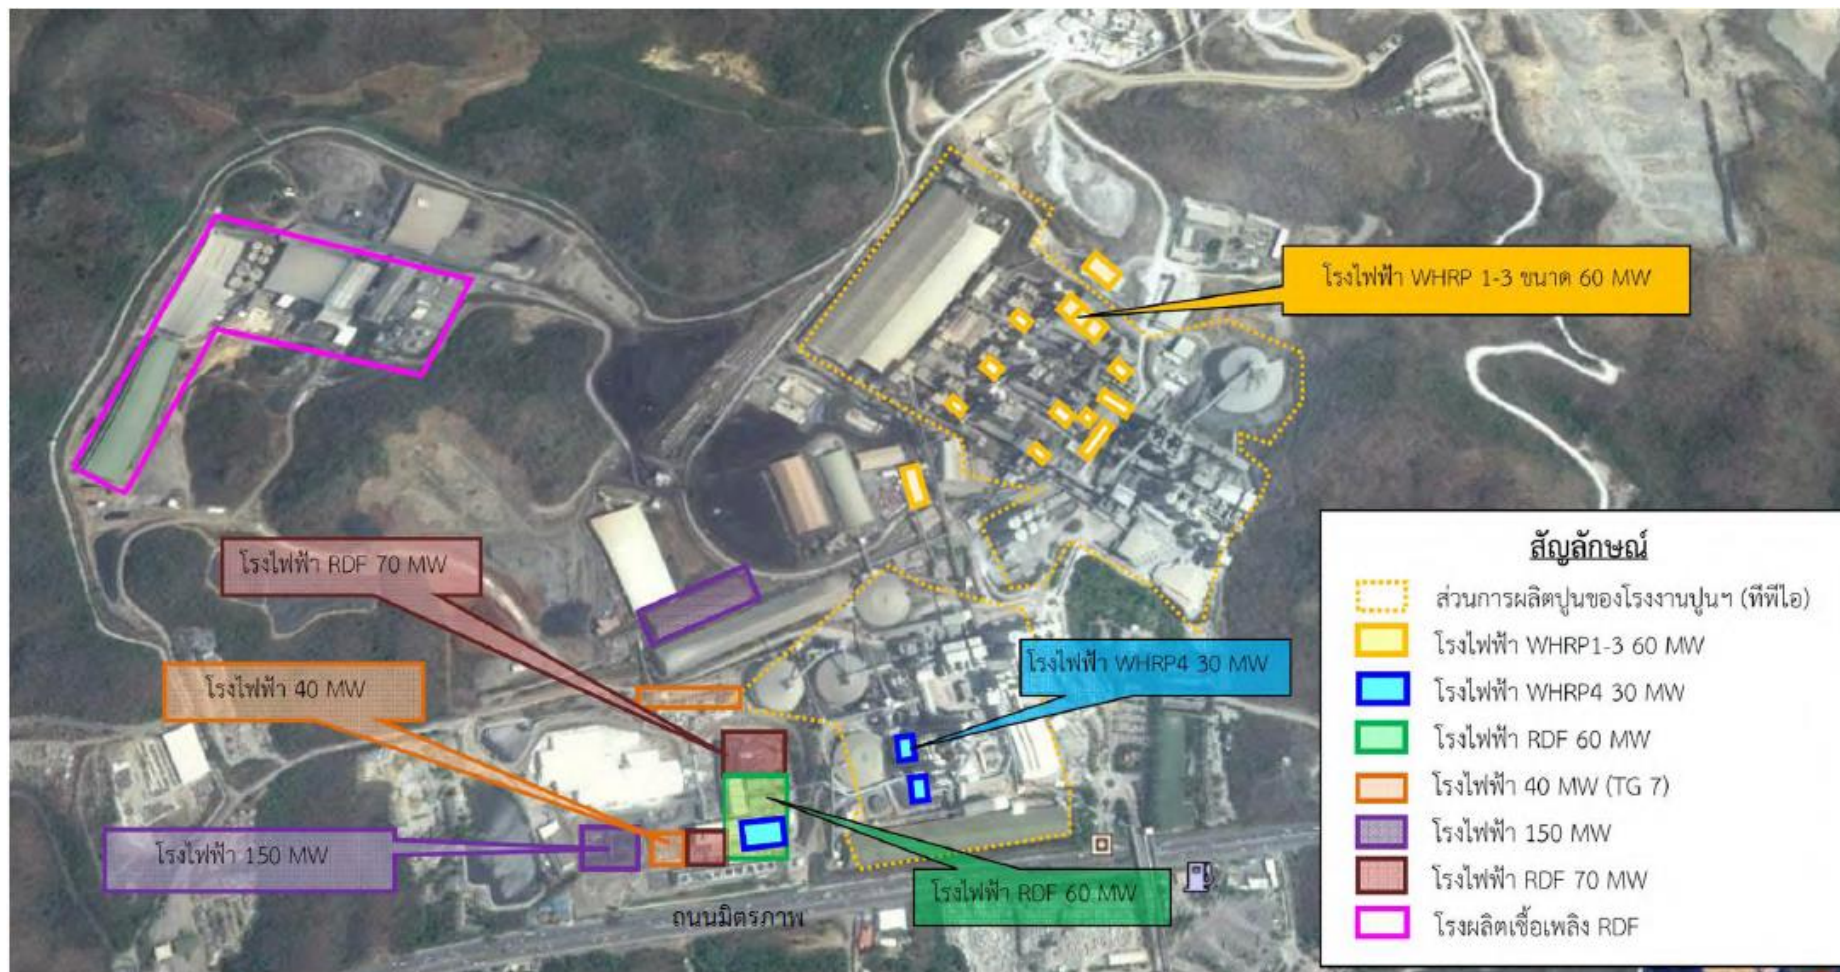 โรงไฟฟ้า WHRP 1-3 ขนาด 60 MW
โรงไฟฟ้า RDF 70 MW
โรงไฟฟ้า WHRP4 30 MW
โรงไฟฟ้า 40 MW
โรงไฟฟ้า 150 MW
โรงไฟฟ้า RDF 60 MW
ถนนมิตรภาพ
สัญลักษณ์
ส่วนการผลิตปูนของโรงงานปูนฯ (ทีพีไอ)
โรงไฟฟ้า WHRP1-3 60 MW
โรงไฟฟ้า WHRP4 30 MW
โรงไฟฟ้า RDF 60 MW
โรงไฟฟ้า 40 MW (TG 7)
โรงไฟฟ้า 150 MW
โรงไฟฟ้า RDF 70 MW
โรงผลิตเชื้อเพลิง RDF